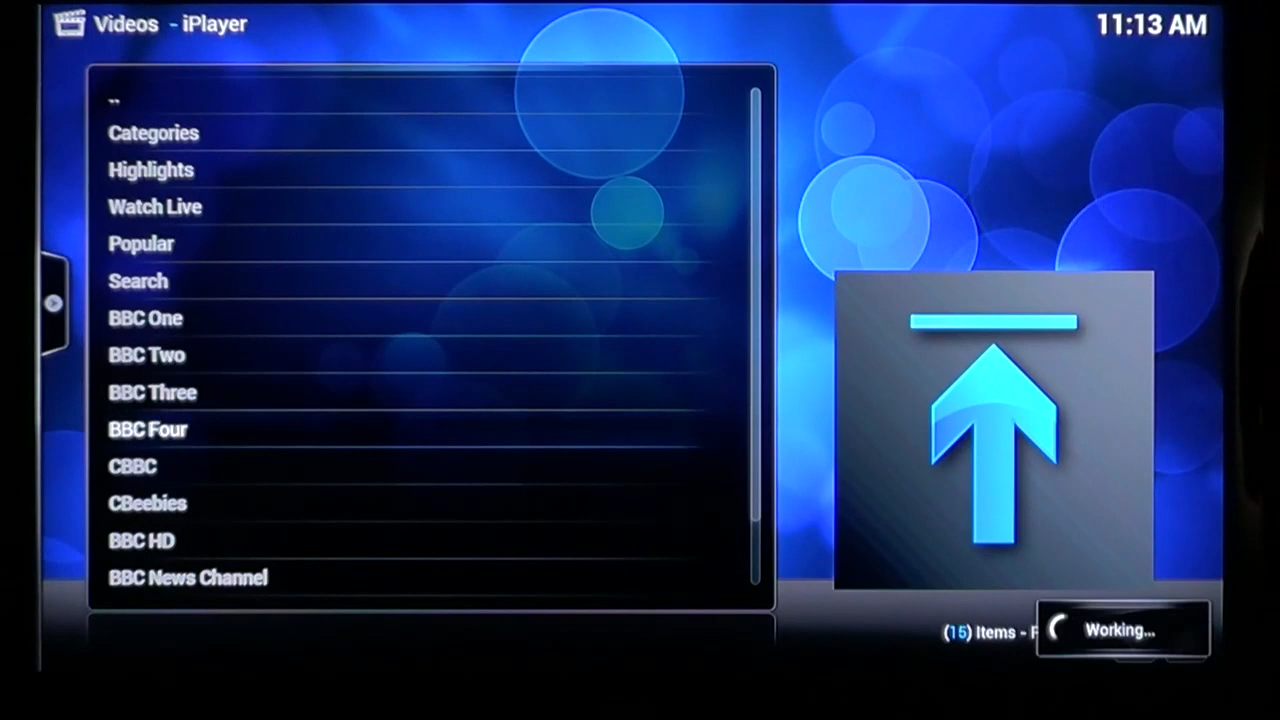 Videos - iPlayer
11:13 AM
..
Categories
Highlights
Watch Live
Popular
Search
BBC One
BBC Two
BBC Three
BBC Four
CBBC
CBeebies
BBC HD
BBC News Channel
(15) Items -
Working...